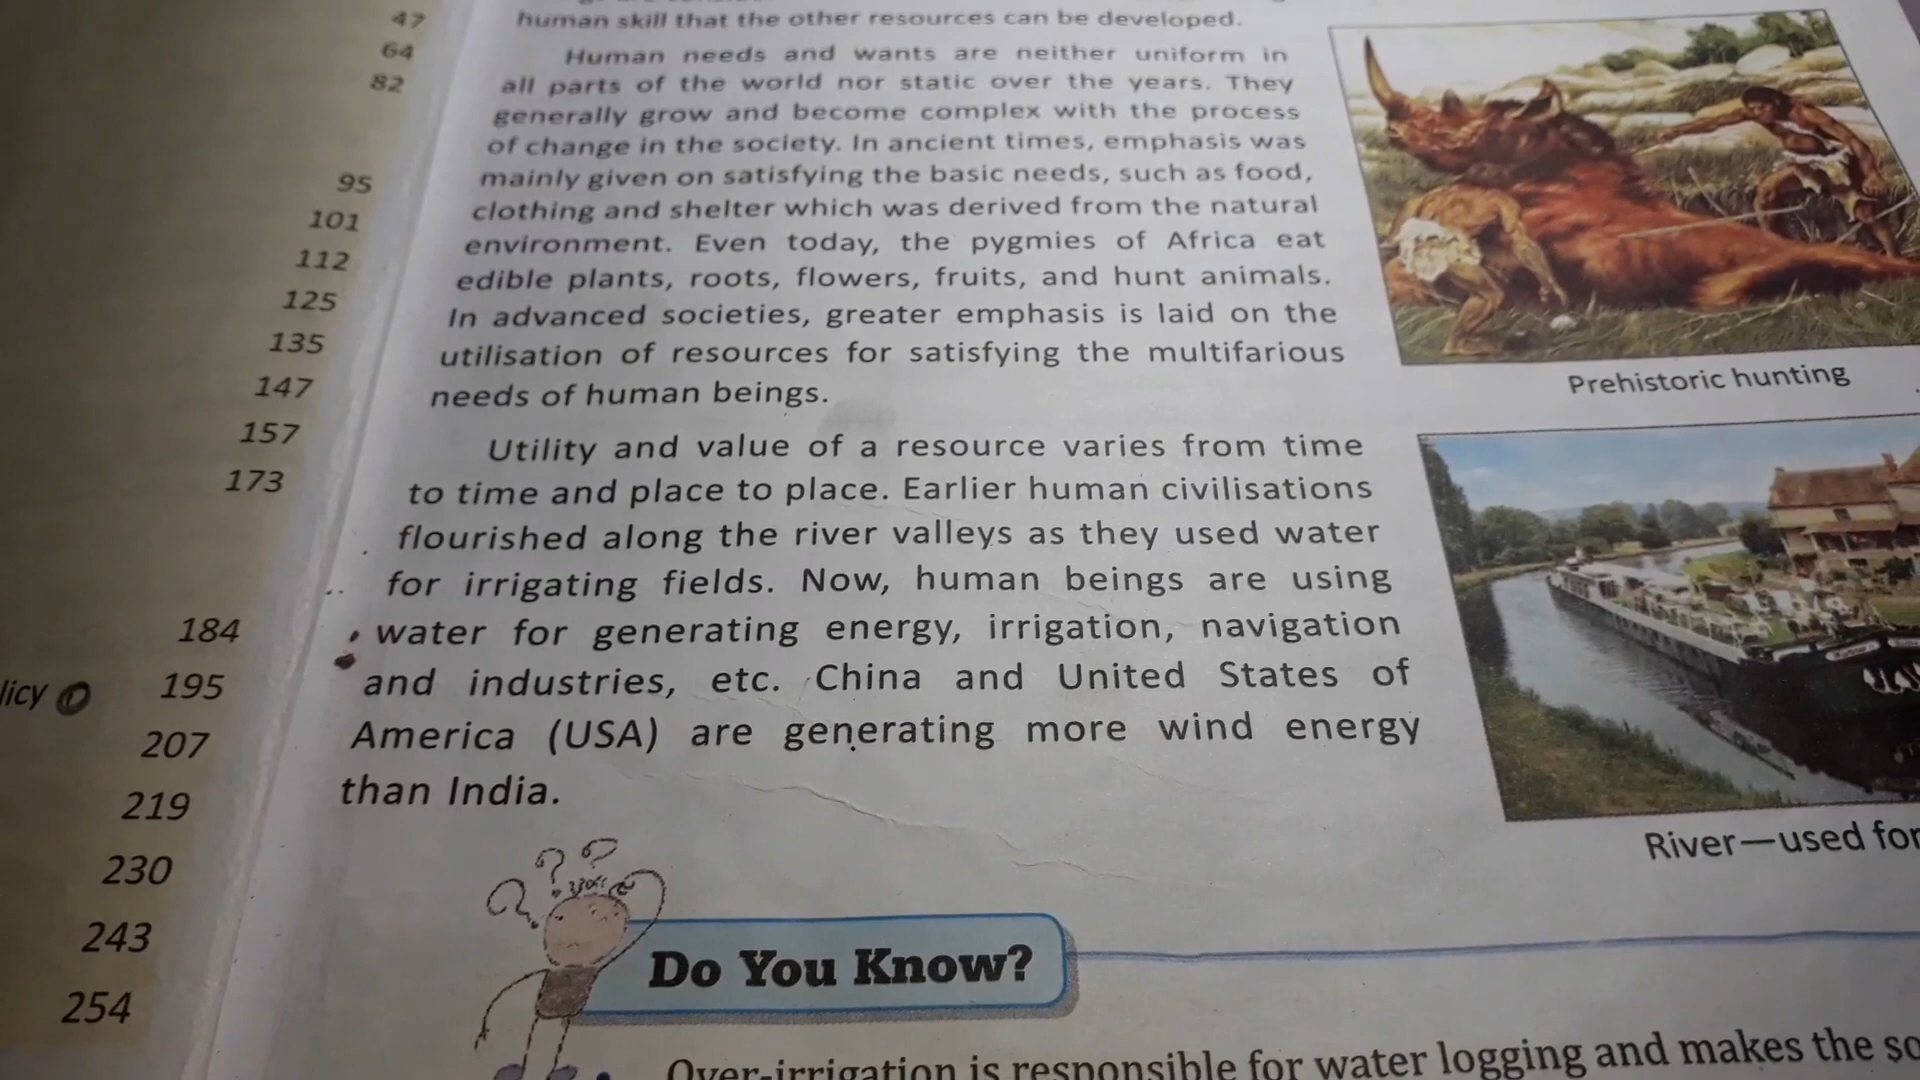 47
64
82
95
101
112
125
135
147
157
173
184
licy
195
207
219
230
243
254
human skill that the other resources can be developed.
Human needs and wants are neither uniform in
all parts of the world nor static over the years. They
generally grow and become complex with the process
of change in the society. In ancient times, emphasis was
mainly given on satisfying the basic needs, such as food,
clothing and shelter which was derived from the natural
environment. Even today, the pygmies of Africa eat
edible plants, roots, flowers, fruits, and hunt animals.
In advanced societies, greater emphasis is laid on the
utilisation of resources for satisfying the multifarious
needs of human beings.
Utility and value of a resource varies from time
to time and place to place. Earlier human civilisations
flourished along the river valleys as they used water
for irrigating fields. Now, human beings are using
water for generating energy, irrigation, navigation
and industries, etc. China and United States of
America (USA) are generating more wind energy
than India.
Prehistoric hunting
River—used for
? ? ?
Do You Know?
Over-irrigation is responsible for water logging and makes the so